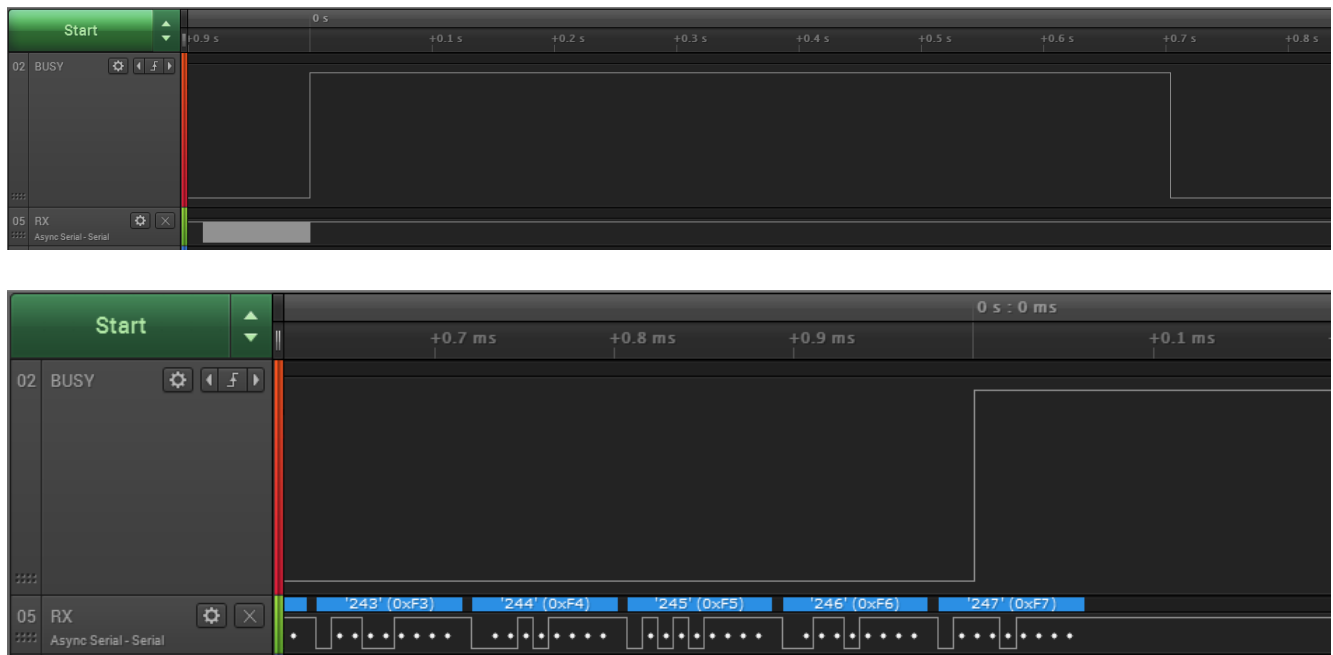 0 s
Start
+0.9 s +0.1 s +0.2 s +0.3 s +0.4 s +0.5 s +0.6 s +0.7 s +0.8 s
02 BUSY
05 RX
Async Serial - Serial
0 s : 0 ms
Start
+0.7 ms +0.8 ms +0.9 ms +0.1 ms
02 BUSY
'243' (0xF3) '244' (0xF4) '245' (0xF5) '246' (0xF6) '247' (0xF7)
05 RX
Async Serial - Serial